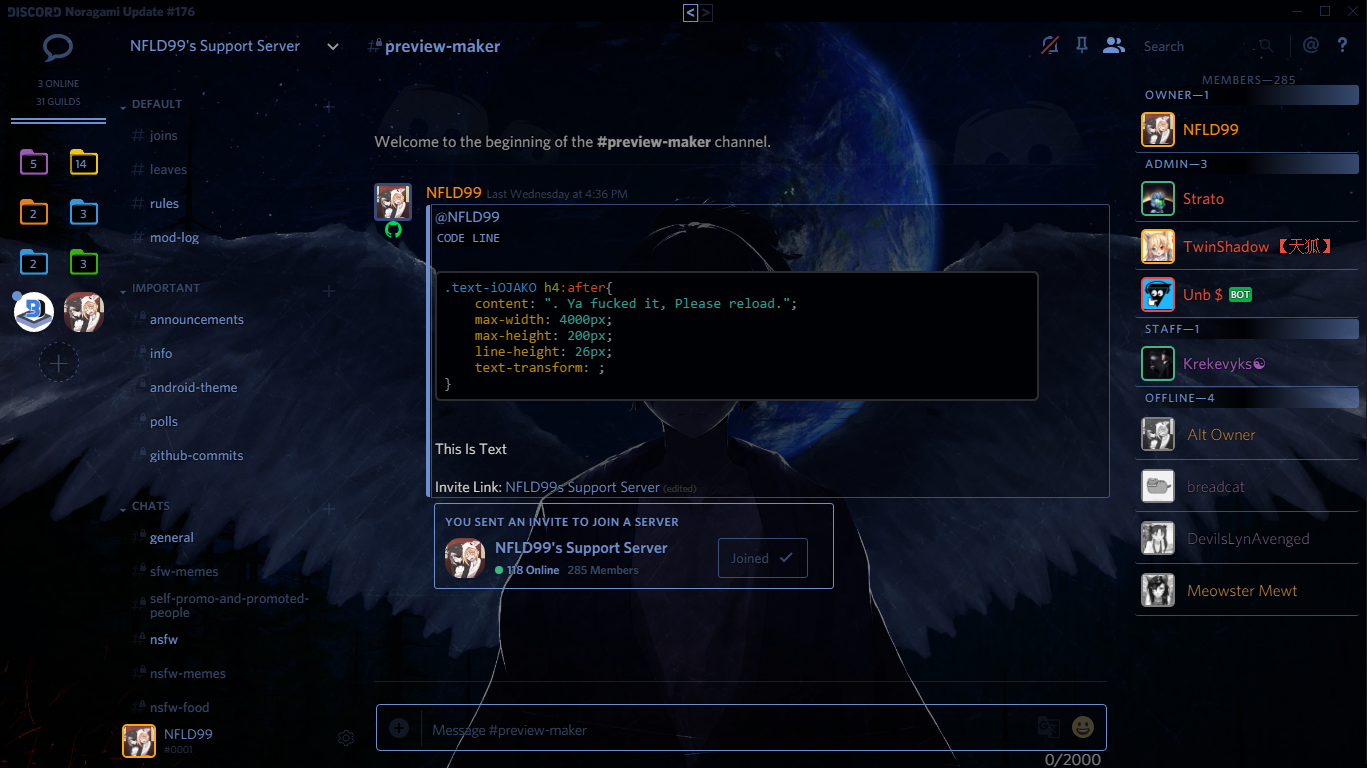 DISCORD Noragami Update #176
< >
3 ONLINE
31 GUILDS
5
14
2
3
2
3
NFLD99's Support Server
DEFAULT
# joins
# leaves
# rules
# mod-log
IMPORTANT
# announcements
# info
# android-theme
# polls
# github-commits
CHATS
# general
# sfw-memes
# self-promo-and-promoted-
people
# nsfw
# nsfw-memes
# nsfw-food
NFLD99
#0001
# preview-maker
Search
@ ?
Welcome to the beginning of the #preview-maker channel.
NFLD99 Last Wednesday at 4:36 PM
@NFLD99
CODE LINE
.text-iOJAKO h4:after{
    content: ". Ya fucked it, Please reload.";
    max-width: 4000px;
    max-height: 200px;
    line-height: 26px;
    text-transform: ;
}
This Is Text
Invite Link: NFLD99s Support Server (edited)
YOU SENT AN INVITE TO JOIN A SERVER
NFLD99's Support Server
118 Online 285 Members
Joined
Message #preview-maker
0/2000
MEMBERS—285
OWNER—1
NFLD99
ADMIN—3
Strato
TwinShadow 【天狐】
Unb $ BOT
STAFF—1
Krekevyks☯
OFFLINE—4
Alt Owner
breadcat
DevilsLynAvenged
Meowster Mewt